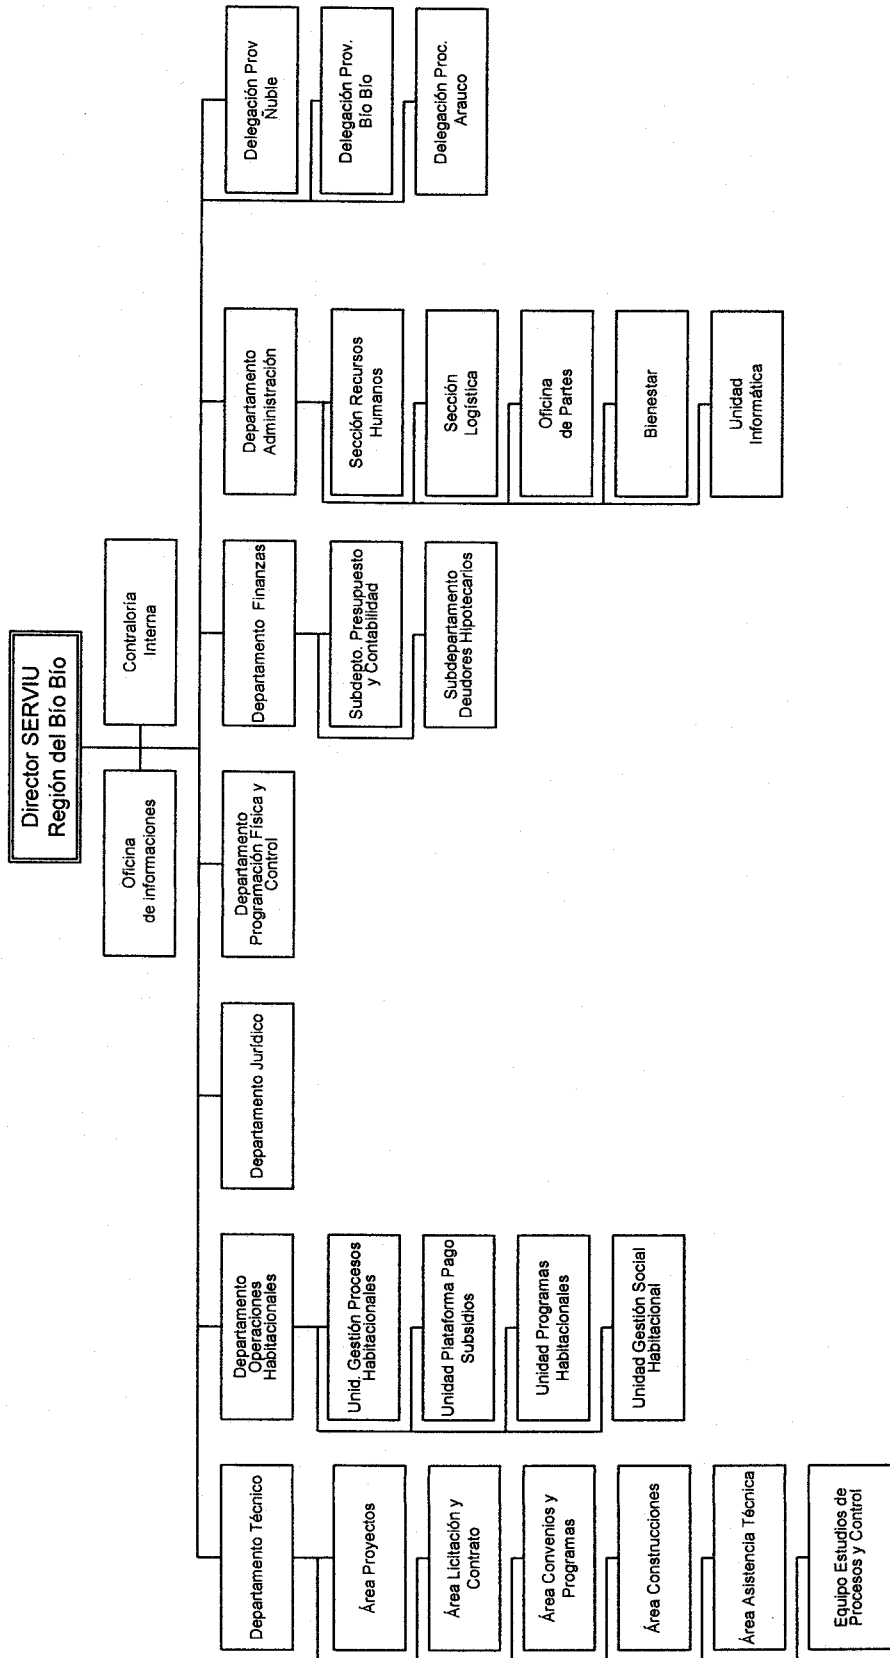 Director SERVIU
Región del Bío Bío
Oficina
de informaciones
Contraloría
Interna
Departamento Técnico
Área Proyectos
Área Licitación y
Contrato
Área Convenios y
Programas
Área Construcciones
Área Asistencia Técnica
Equipo Estudios de
Procesos y Control
Departamento
Operaciones
Habitacionales
Unid. Gestión Procesos
Habitacionales
Unidad Plataforma Pago
Subsidios
Unidad Programas
Habitacionales
Unidad Gestión Social
Habitacional
Departamento Jurídico
Departamento
Programación Física y
Control
Departamento Finanzas
Subdepto. Presupuesto
y Contabilidad
Subdepartamento
Deudores Hipotecarios
Departamento
Administración
Sección Recursos
Humanos
Sección
Logística
Oficina
de Partes
Bienestar
Unidad
Informática
Delegación Prov
Ñuble
Delegación Prov.
Bío Bío
Delegación Proc.
Arauco